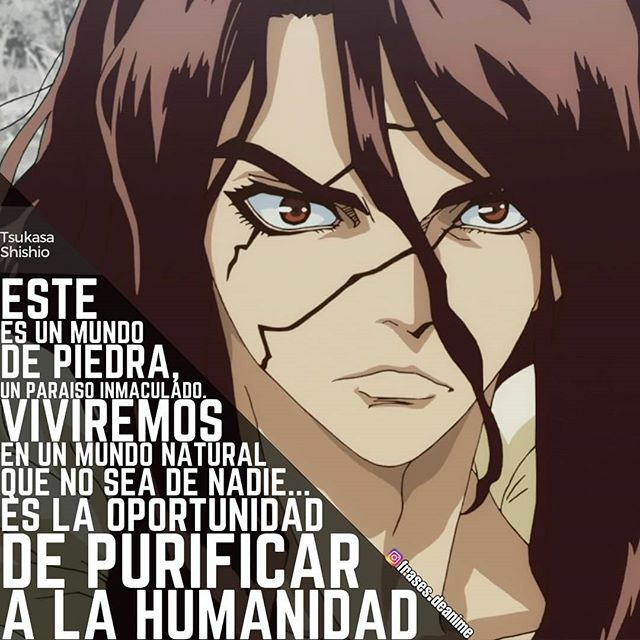 Tsukasa
Shishio
ESTE
ES UN MUNDO
DE PIEDRA,
UN PARAISO INMACULADO.
VIVIREMOS
EN UN MUNDO NATURAL
QUE NO SEA DE NADIE...
ES LA OPORTUNIDAD
DE PURIFICAR
A LA HUMANIDAD
frases.deanime